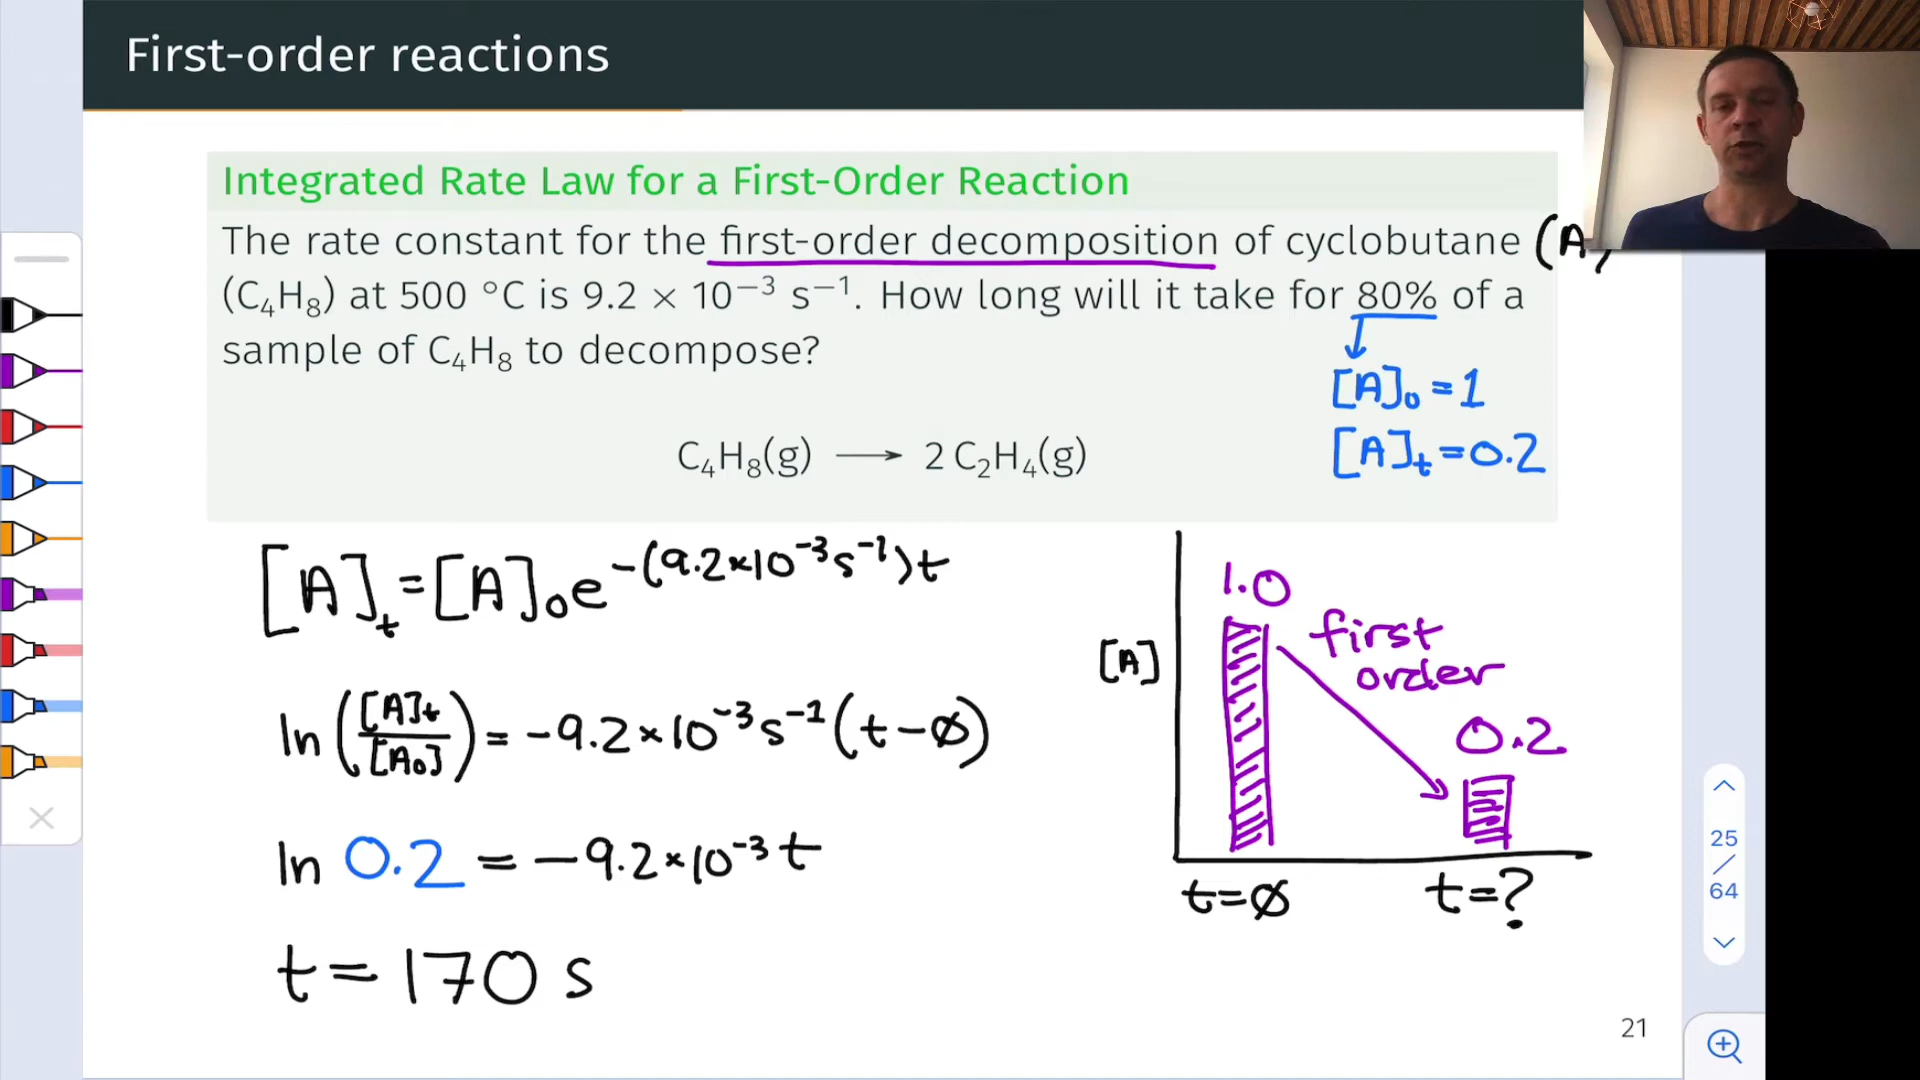 First-order reactions
Integrated Rate Law for a First-Order Reaction
The rate constant for the first-order decomposition of cyclobutane (A)
(C₄H₈) at 500 °C is 9.2 × 10⁻³ s⁻¹. How long will it take for 80% of a
sample of C₄H₈ to decompose?
[A]₀ = 1
[A]ₜ = 0.2
C₄H₈(g) ⟶ 2 C₂H₄(g)
[A]ₜ = [A]₀e^-(9.2×10⁻³s⁻¹)t
ln([A]ₜ/[A₀]) = -9.2×10⁻³s⁻¹(t-∅)
ln 0.2 = -9.2×10⁻³ t
t = 170 s
1.0
first
order
[A]
0.2
t=∅
t=?
25
/
64
21